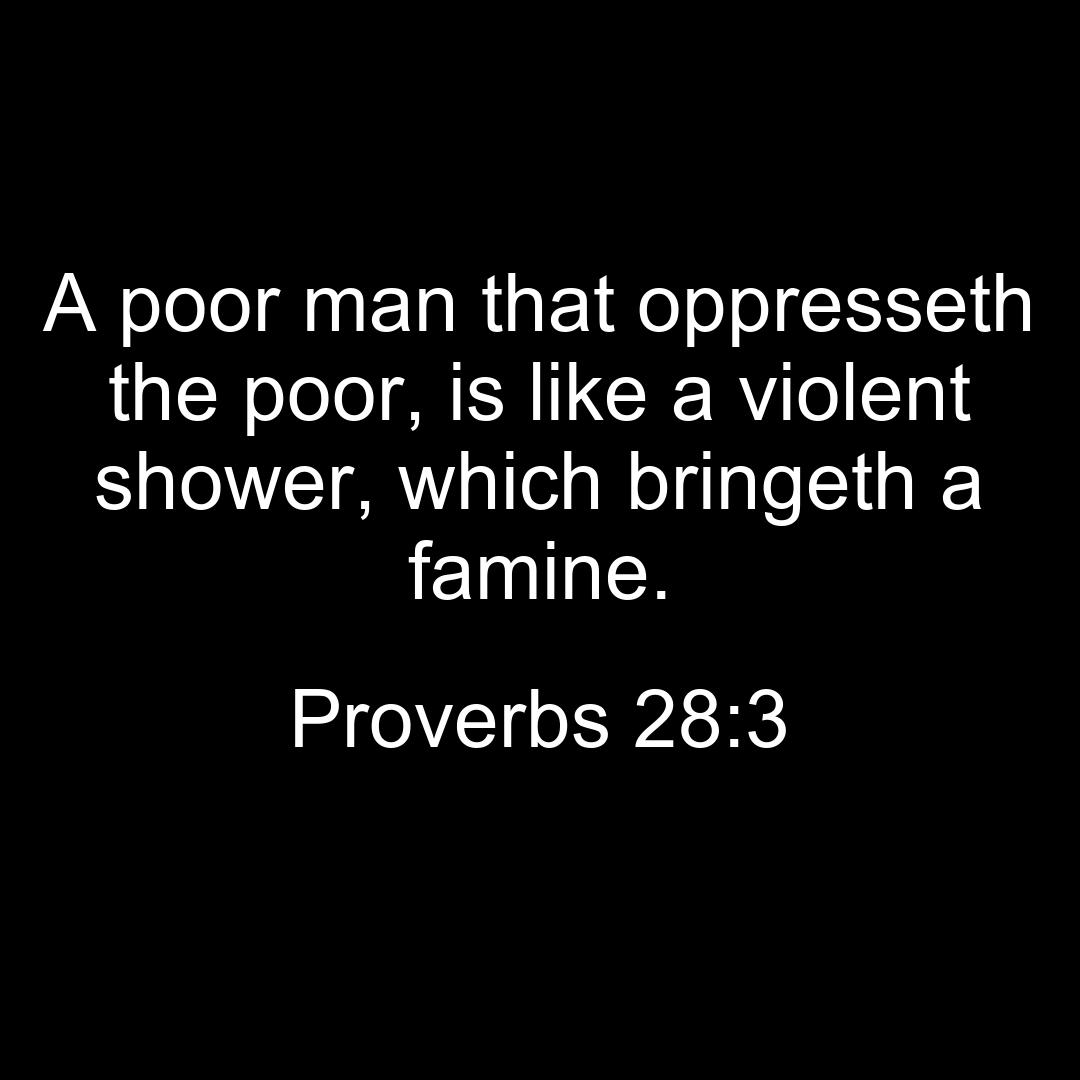 A poor man that oppresseth
the poor, is like a violent
shower, which bringeth a
famine.
Proverbs 28:3